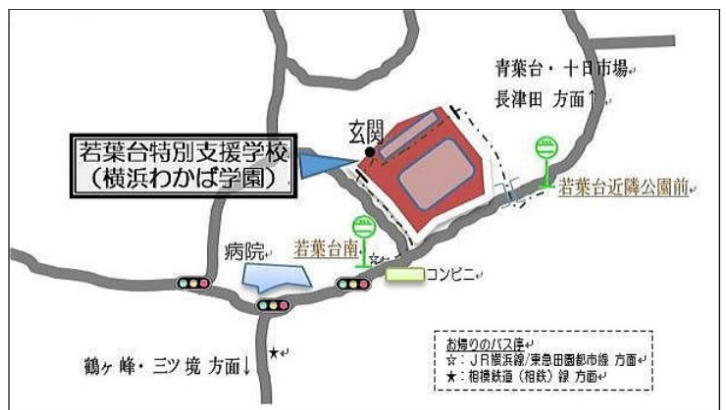 青葉台・十日市場
長津田 方面↑
玄関
若葉台特別支援学校
(横浜わかば学園)
若葉台近隣公園前
病院
若葉台南
☆
コンビニ
鶴ヶ峰・三ツ境 方面↓
★
お帰りのバス停
☆:JR横浜線/東急田園都市線 方面
★:相模鉄道(相鉄)線 方面